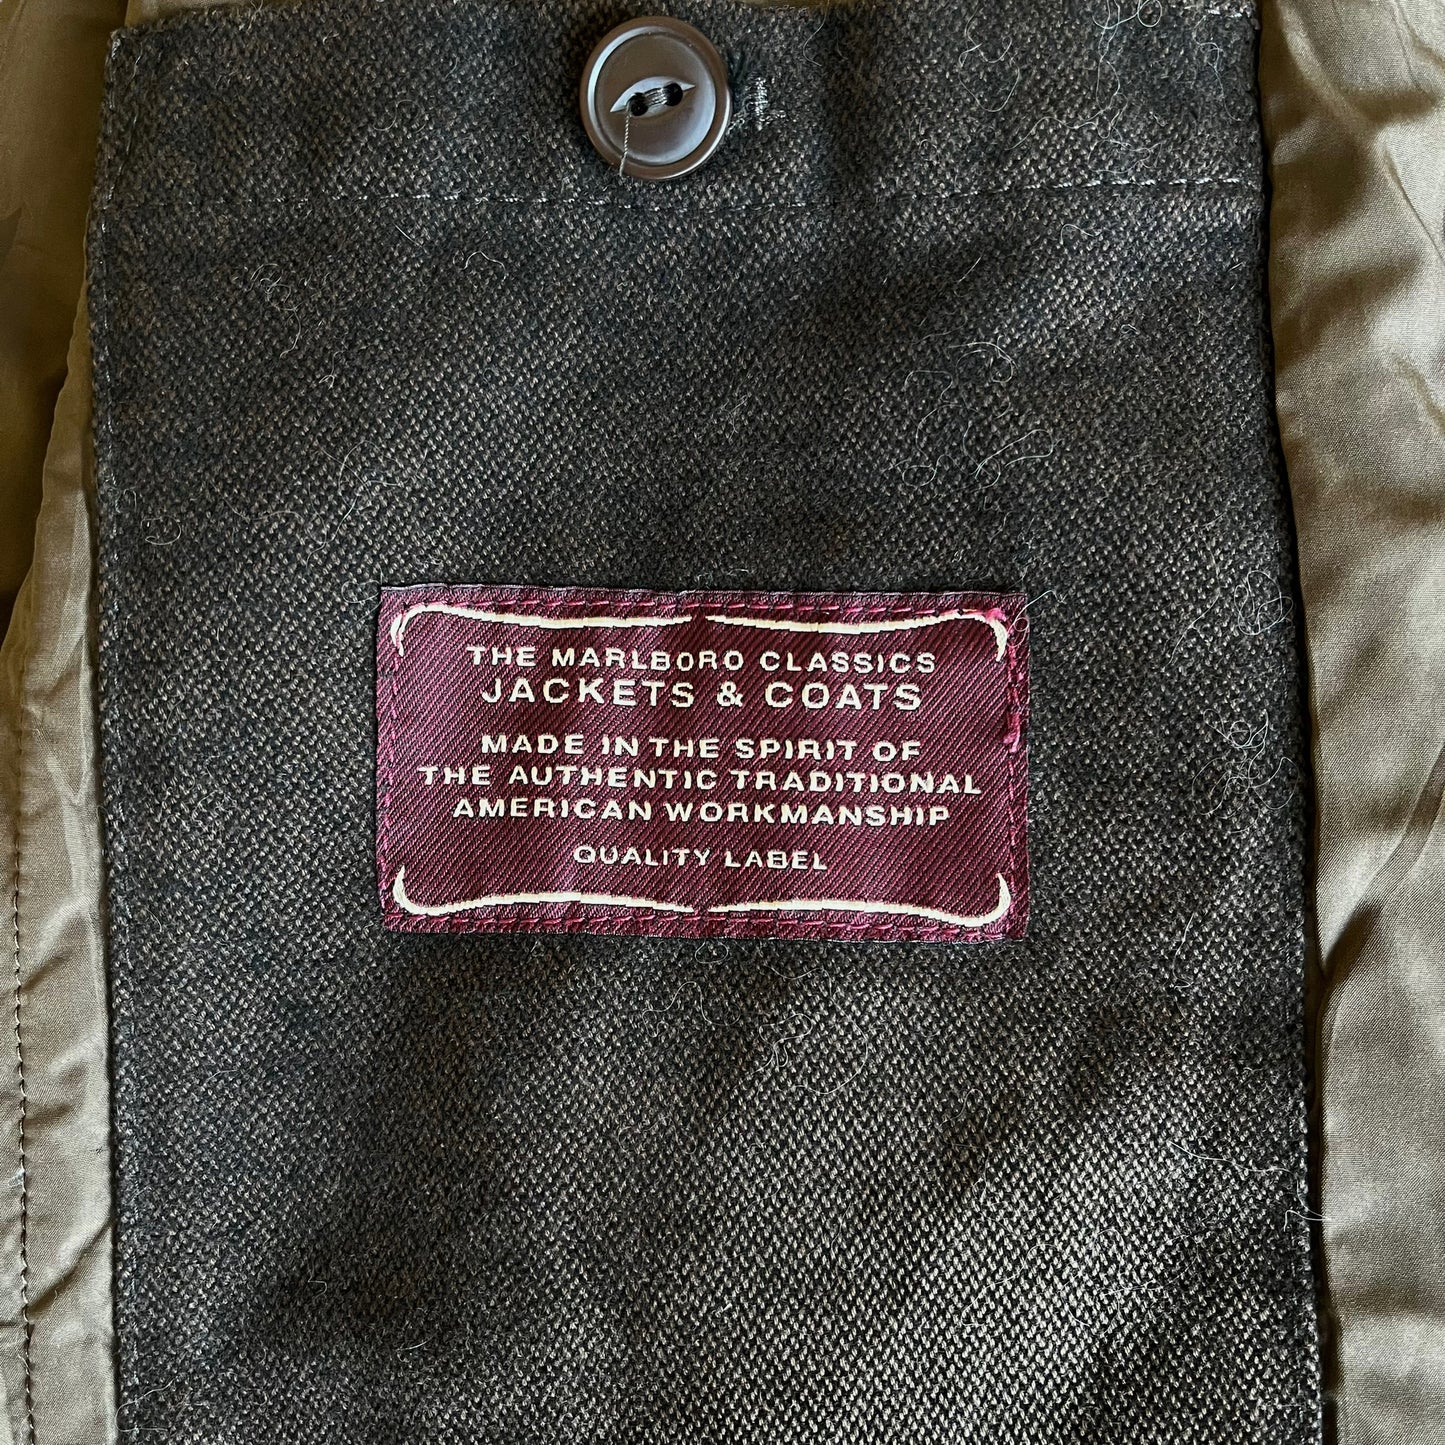 THE MARLBORO CLASSICS
JACKETS & COATS
MADE IN THE SPIRIT OF
THE AUTHENTIC TRADITIONAL
AMERICAN WORKMANSHIP
QUALITY LABEL